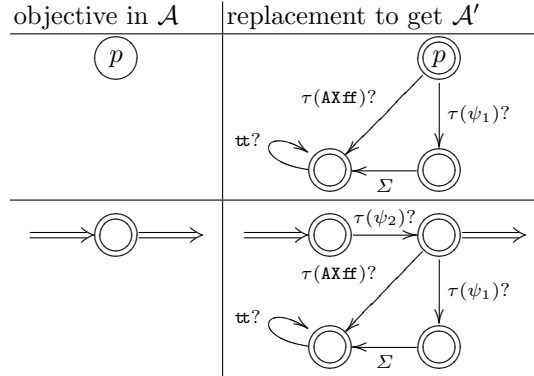 objective in 𝒜 replacement to get 𝒜′
p p
τ(AXff)? τ(ψ₁)?
tt?
Σ
τ(ψ₂)?
τ(AXff)? τ(ψ₁)?
tt?
Σ